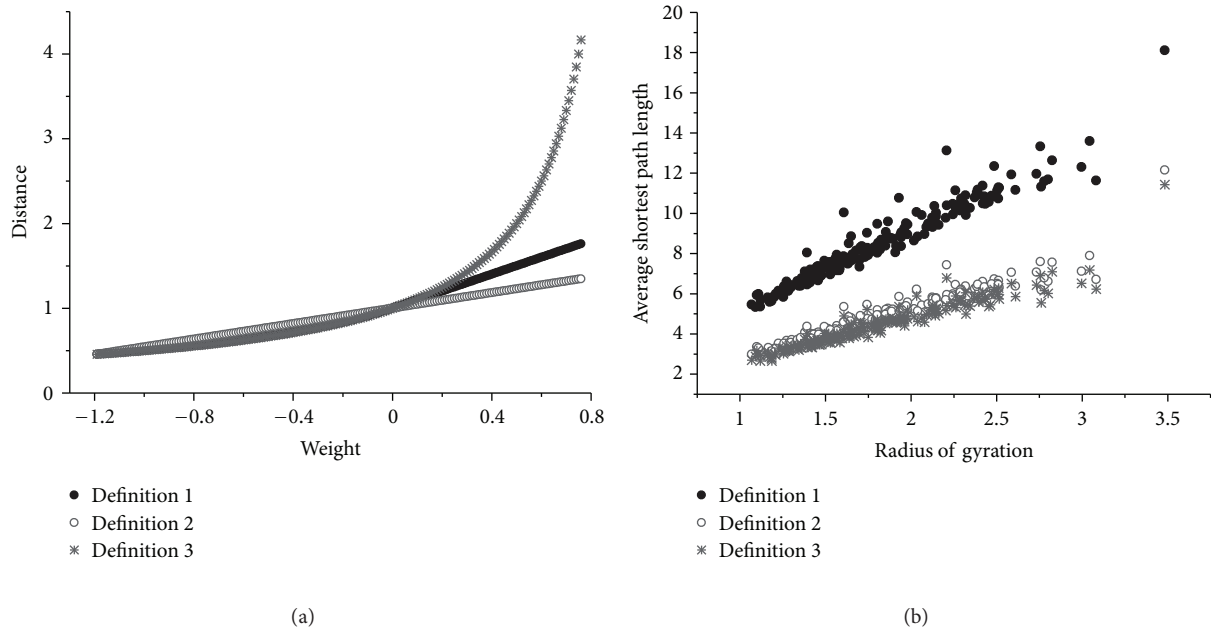 4
3
2
1
0
Distance
−1.2
−0.8
−0.4
0
0.4
0.8
Weight
Definition 1
Definition 2
Definition 3
(a)
20
18
16
14
12
10
8
6
4
2
Average shortest path length
1
1.5
2
2.5
3
3.5
Radius of gyration
Definition 1
Definition 2
Definition 3
(b)